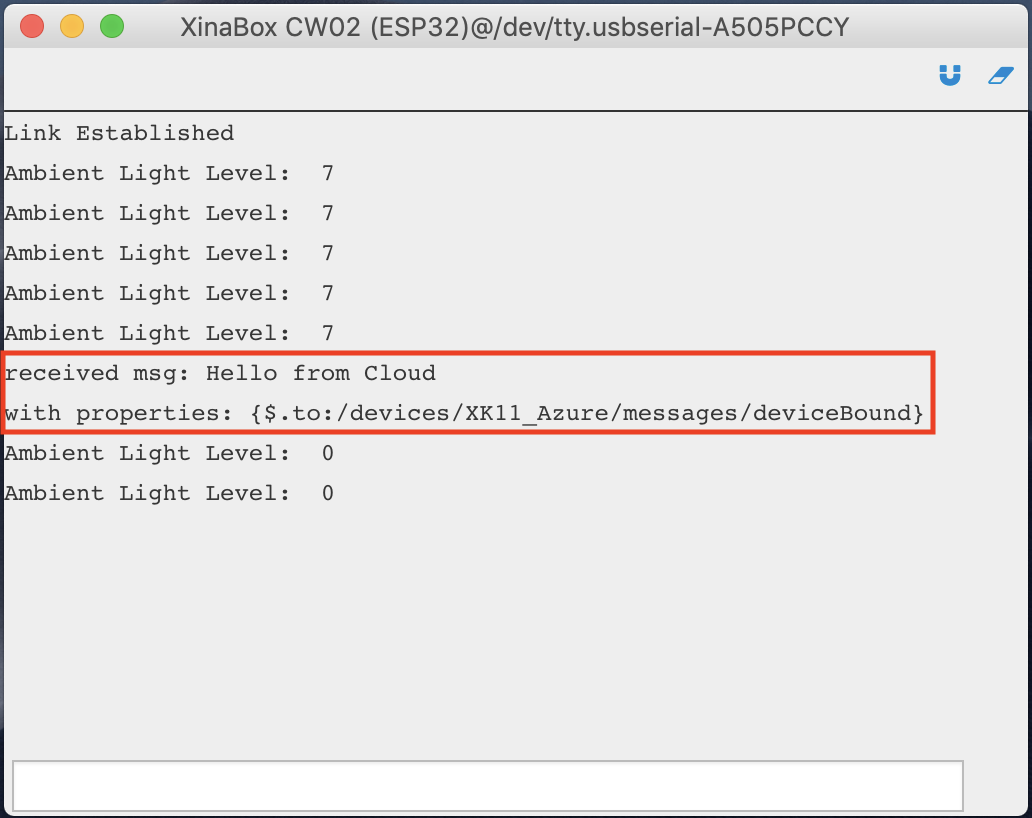 XinaBox CW02 (ESP32)@/dev/tty.usbserial-A505PCCY
Link Established
Ambient Light Level:  7
Ambient Light Level:  7
Ambient Light Level:  7
Ambient Light Level:  7
Ambient Light Level:  7
received msg: Hello from Cloud
with properties: {$.to:/devices/XK11_Azure/messages/deviceBound}
Ambient Light Level:  0
Ambient Light Level:  0